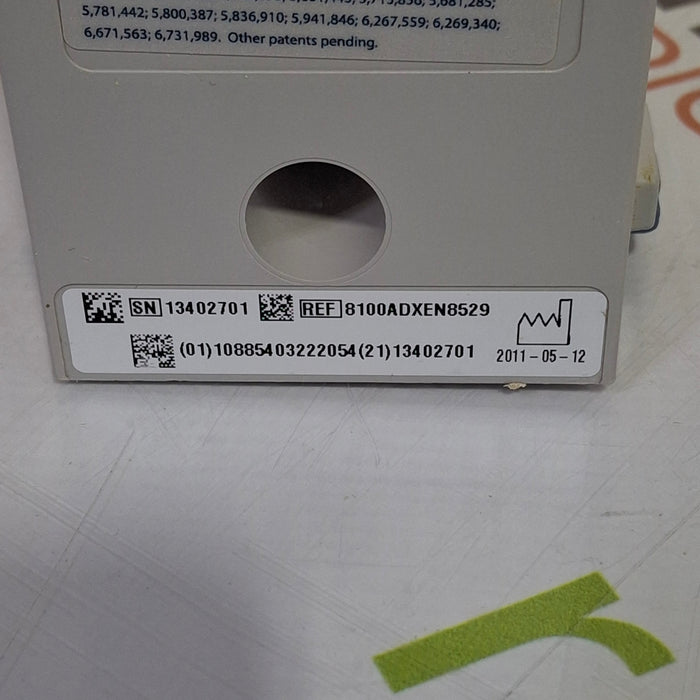 5,781,442; 5,800,387; 5,836,910; 5,941,846; 6,267,559; 6,269,340;
6,671,563; 6,731,989. Other patents pending.
SN 13402701 REF 8100ADXEN8529
(01)10885403222054(21)13402701 2011-05-12
r